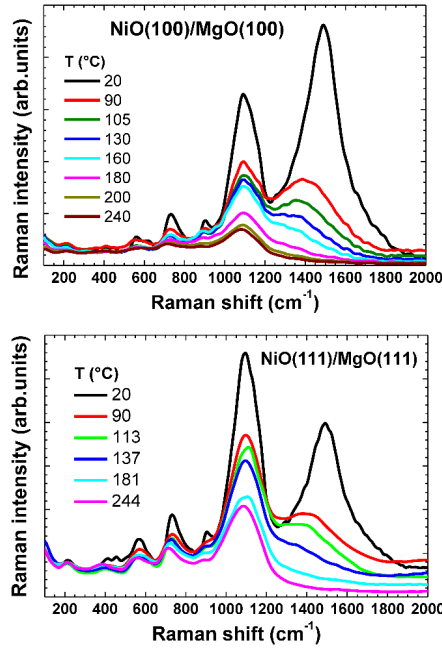 NiO(100)/MgO(100)
T (°C)
20
90
105
130
160
180
200
240
Raman intensity (arb.units)
200 400 600 800 1000 1200 1400 1600 1800 2000
Raman shift (cm-1)
NiO(111)/MgO(111)
T (°C)
20
90
113
137
181
244
Raman intensity (arb.units)
200 400 600 800 1000 1200 1400 1600 1800 2000
Raman shift (cm-1)